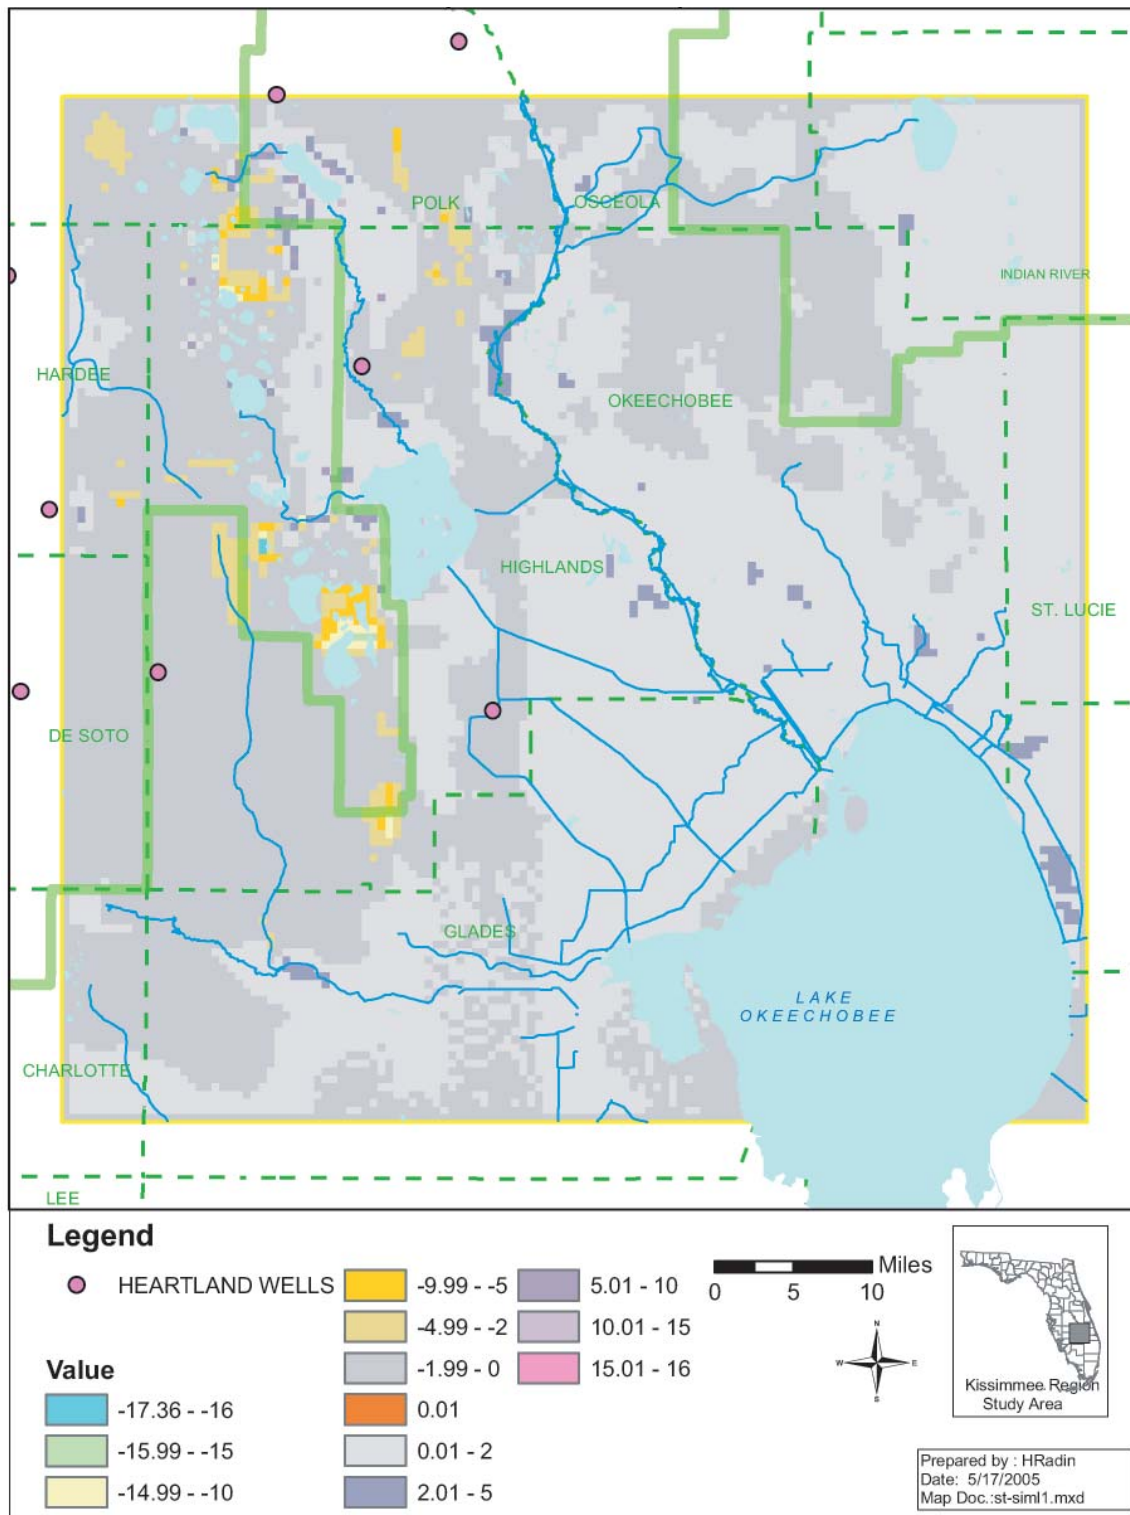 POLK
OSCEOLA
INDIAN RIVER
HARDEE
OKEECHOBEE
HIGHLANDS
ST. LUCIE
DE SOTO
GLADES
LAKE
OKEECHOBEE
CHARLOTTE
LEE
Legend
HEARTLAND WELLS
Value
-17.36 - -16
-15.99 - -15
-14.99 - -10
-9.99 - -5
-4.99 - -2
-1.99 - 0
0.01
0.01 - 2
2.01 - 5
5.01 - 10
10.01 - 15
15.01 - 16
Miles
0 5 10
N
W E
S
Kissimmee Region
Study Area
Prepared by : HRadin
Date: 5/17/2005
Map Doc.:st-siml1.mxd